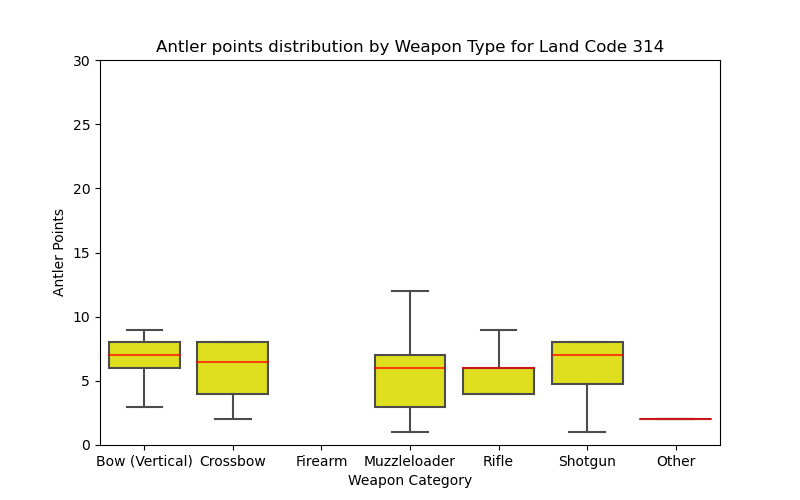 Antler points distribution by Weapon Type for Land Code 314
30
25
20
15
10
5
0
Antler Points
Bow (Vertical) Crossbow Firearm Muzzleloader Rifle Shotgun Other
Weapon Category